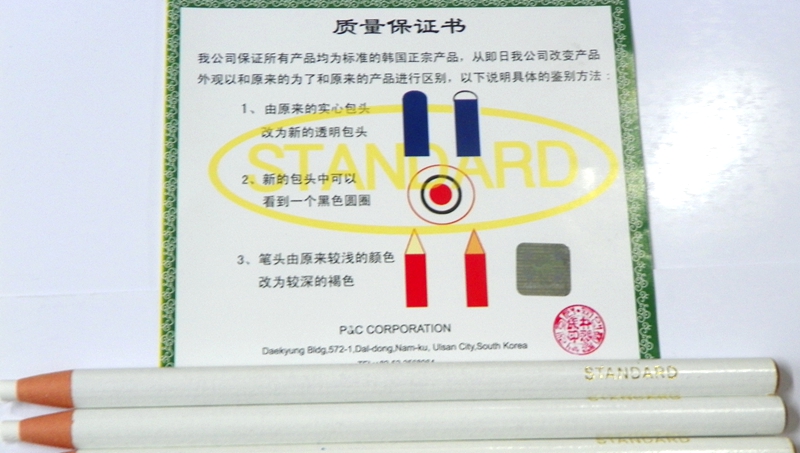 质量保证书
我公司保证所有产品均为标准的韩国正宗产品，从即日我公司改变产品
外观以和原来的为了和原来的产品进行区别，以下说明具体的鉴别方法：
1、由原来的实心包头
改为新的透明包头
STANDARD
2、新的包头中可以
看到一个黑色圆圈
3、笔头由原来较浅的颜色
改为较深的褐色
P&C CORPORATION
Daekyung Bldg,572-1,Dal-dong,Nam-ku, Ulsan City,South Korea
STANDARD
STANDARD